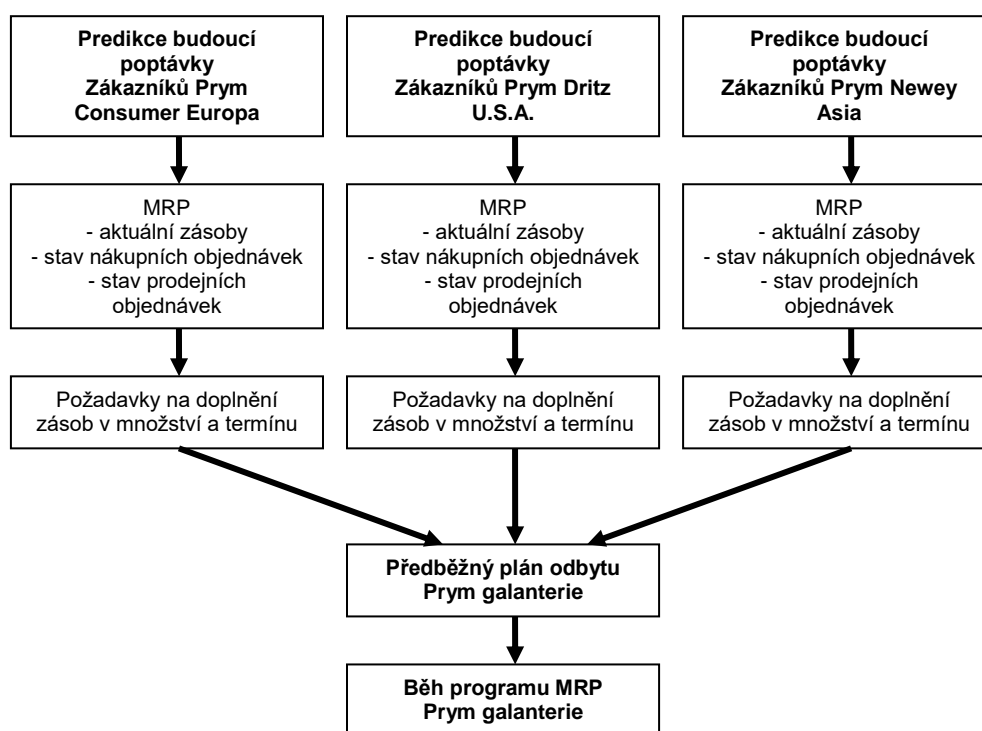 Predikce budoucí
poptávky
Zákazníků Prym
Consumer Europa
Predikce budoucí
poptávky
Zákazníků Prym Dritz
U.S.A.
Predikce budoucí
poptávky
Zákazníků Prym Newey
Asia
MRP
- aktuální zásoby
- stav nákupních objednávek
- stav prodejních
objednávek
MRP
- aktuální zásoby
- stav nákupních objednávek
- stav prodejních
objednávek
MRP
- aktuální zásoby
- stav nákupních objednávek
- stav prodejních
objednávek
Požadavky na doplnění
zásob v množství a termínu
Požadavky na doplnění
zásob v množství a termínu
Požadavky na doplnění
zásob v množství a termínu
Předběžný plán odbytu
Prym galanterie
Běh programu MRP
Prym galanterie